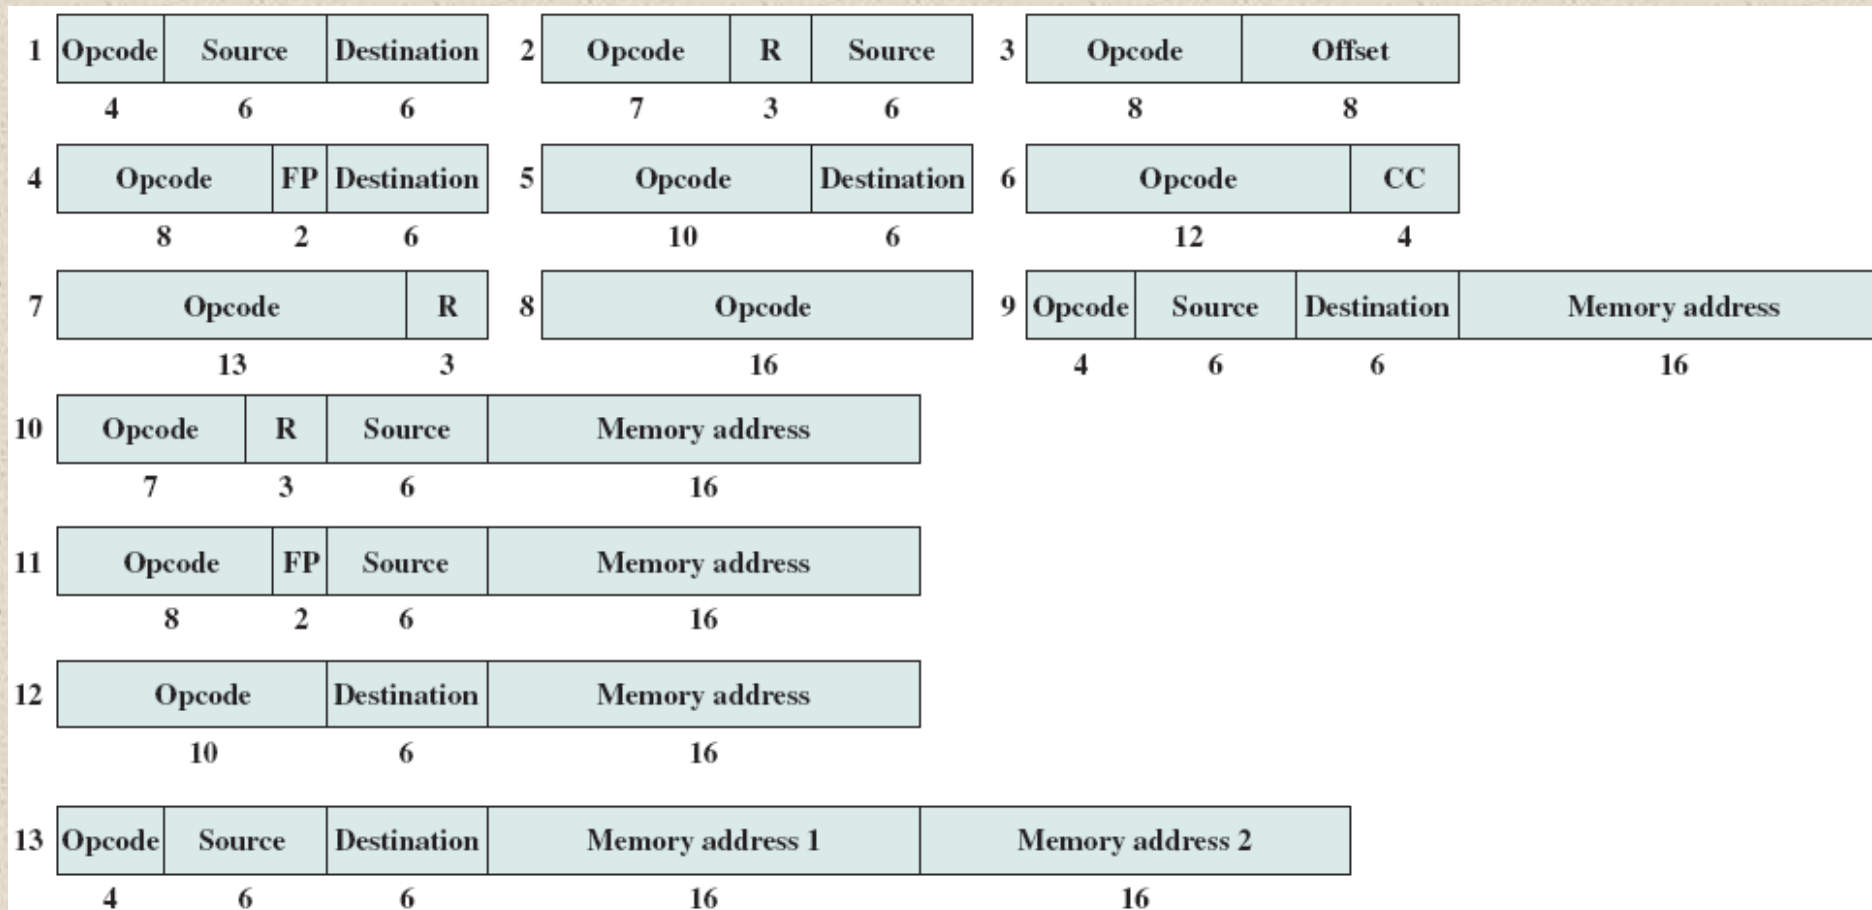 1 Opcode Source Destination 2 Opcode R Source 3 Opcode Offset
4 6 6 7 3 6 8 8
4 Opcode FP Destination 5 Opcode Destination 6 Opcode CC
8 2 6 10 6 12 4
7 Opcode R 8 Opcode 9 Opcode Source Destination Memory address
13 3 16 4 6 6 16
10 Opcode R Source Memory address
7 3 6 16
11 Opcode FP Source Memory address
8 2 6 16
12 Opcode Destination Memory address
10 6 16
13 Opcode Source Destination Memory address 1 Memory address 2
4 6 6 16 16